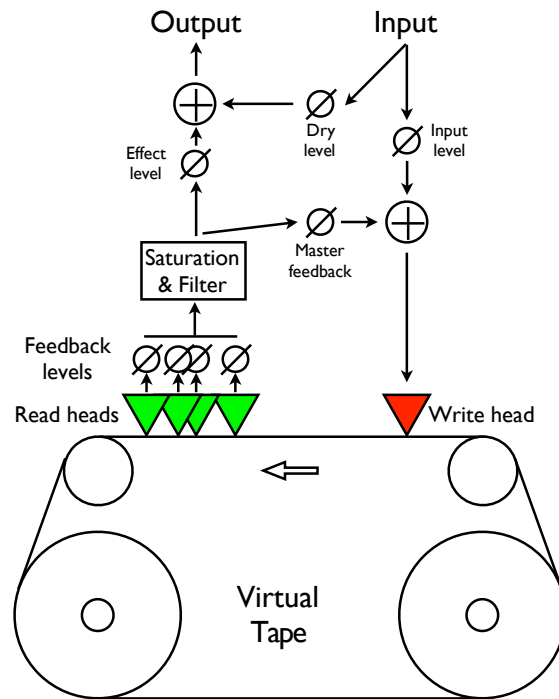 Output
Input
Dry
level
Input
level
Effect
level
Master
feedback
Saturation
& Filter
Feedback
levels
Read heads
Write head
Virtual
Tape